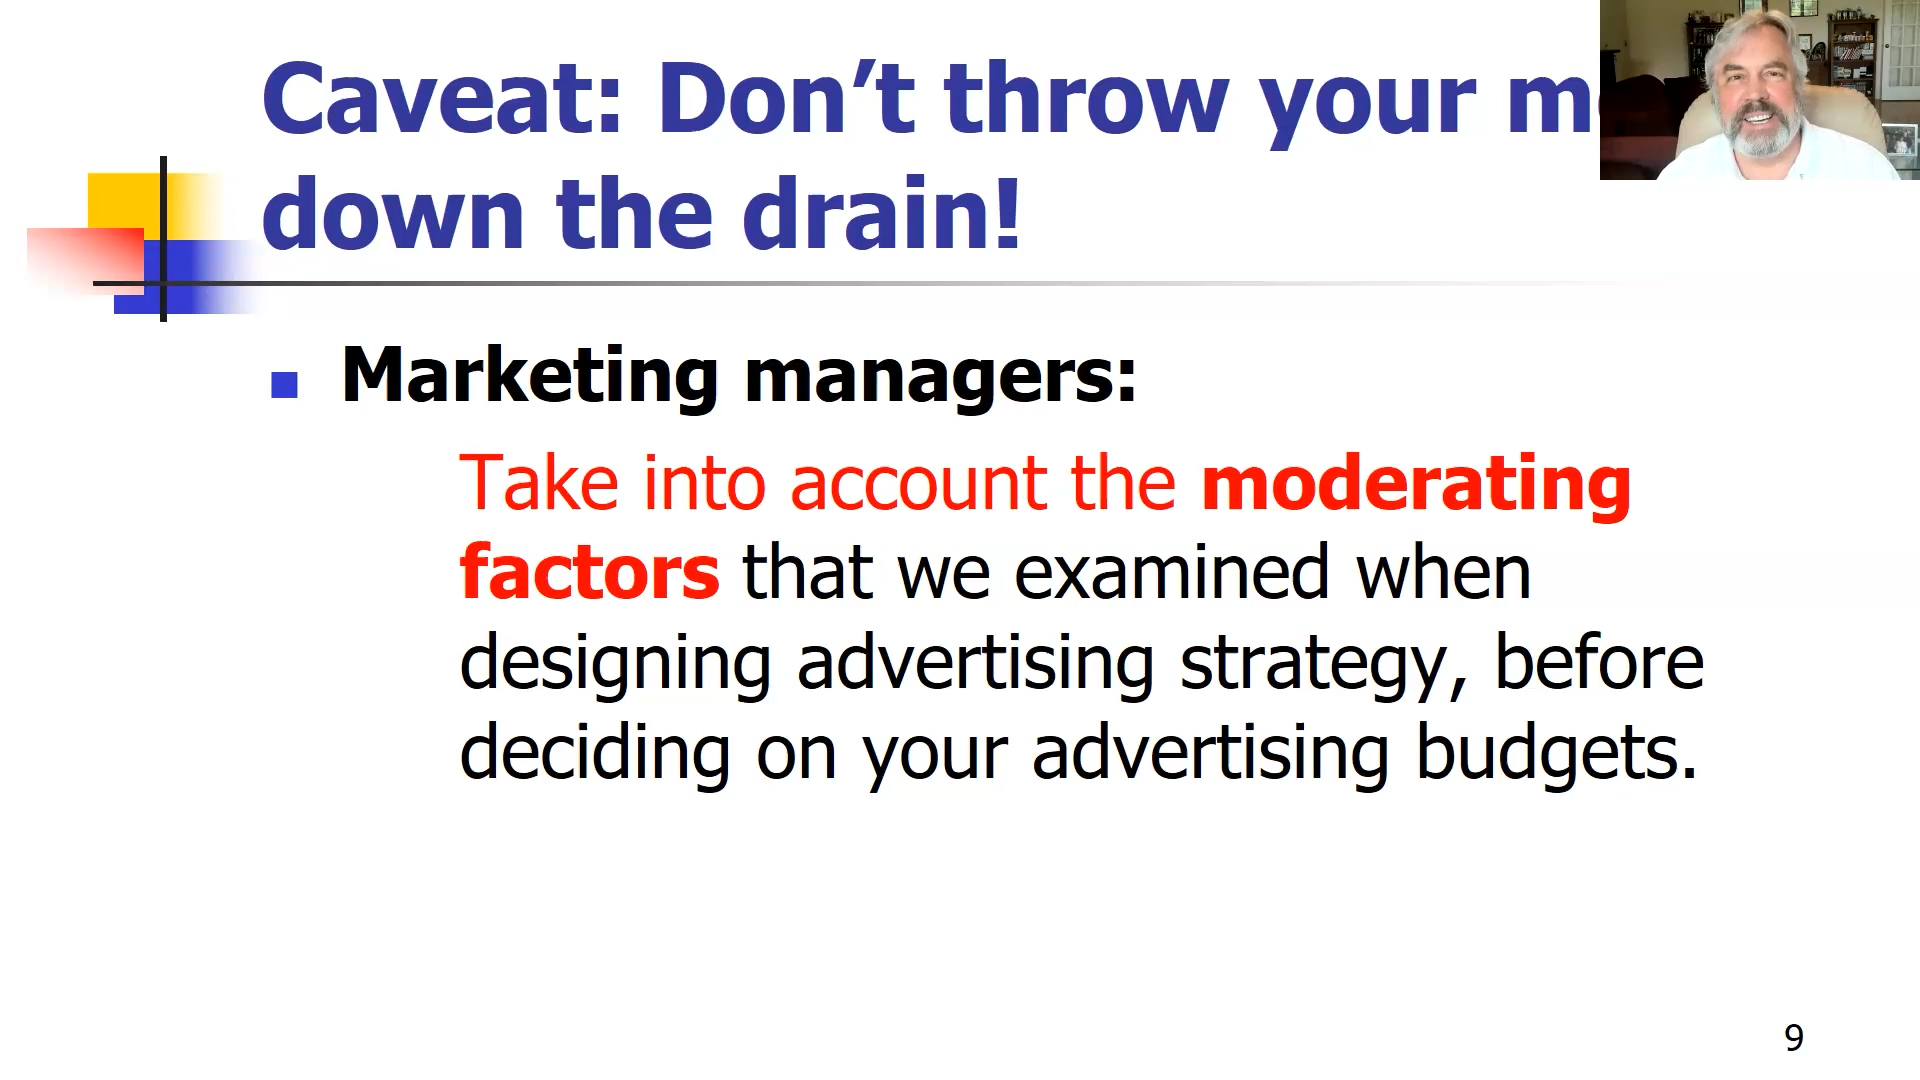 Caveat: Don’t throw your
down the drain!
Marketing managers:
Take into account the moderating
factors that we examined when
designing advertising strategy, before
deciding on your advertising budgets.
9